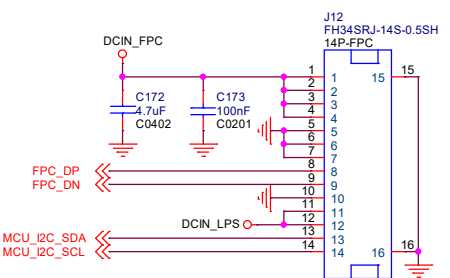 J12
FH34SRJ-14S-0.5SH
14P-FPC
DCIN_FPC
C172
4.7uF
C0402
C173
100nF
C0201
1 1 15 15
2 2
3 3
4 4
5 5
6 6
7 7
FPC_DP 8 8
FPC_DN 9 9
10 10
11 11
DCIN_LPS 12 12
MCU_I2C_SDA 13 13
MCU_I2C_SCL 14 14 16 16